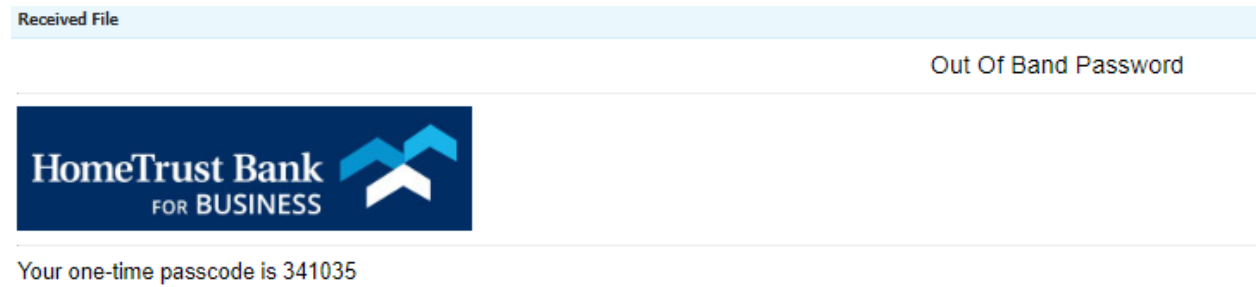 Received File
Out Of Band Password
HomeTrust Bank
FOR BUSINESS
Your one-time passcode is 341035